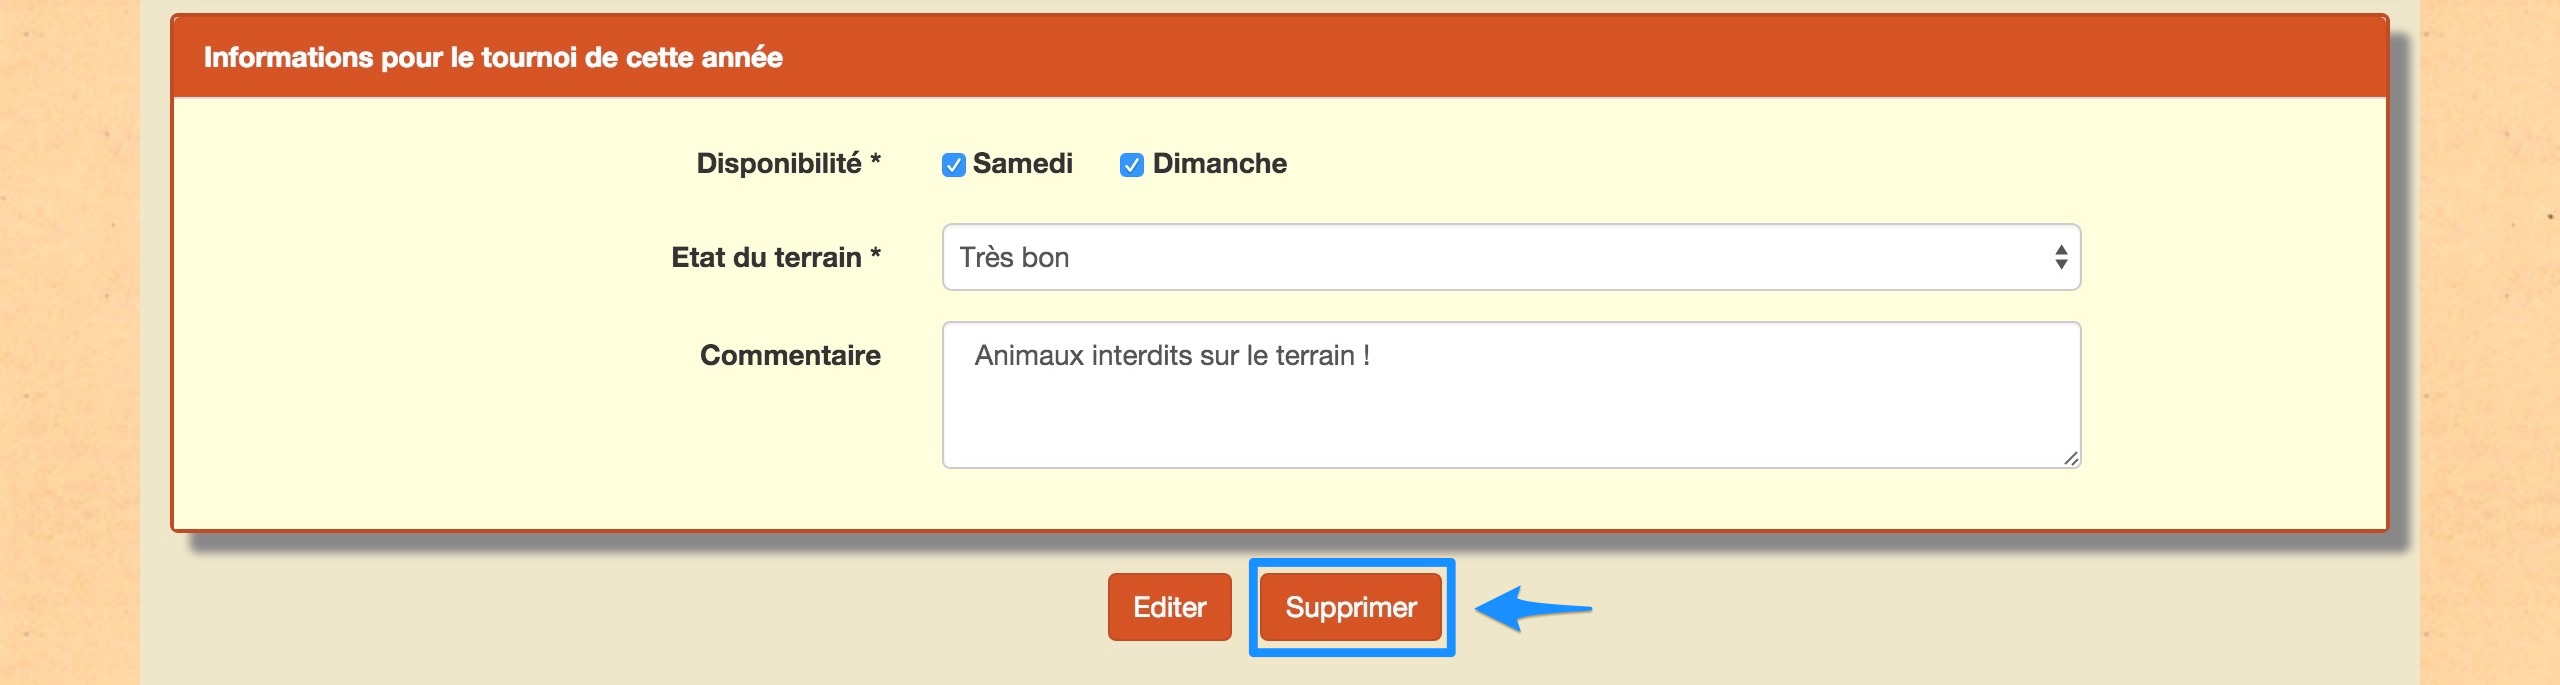 Informations pour le tournoi de cette année
Disponibilité * Samedi Dimanche
Etat du terrain * Très bon
Commentaire Animaux interdits sur le terrain !
Editer Supprimer